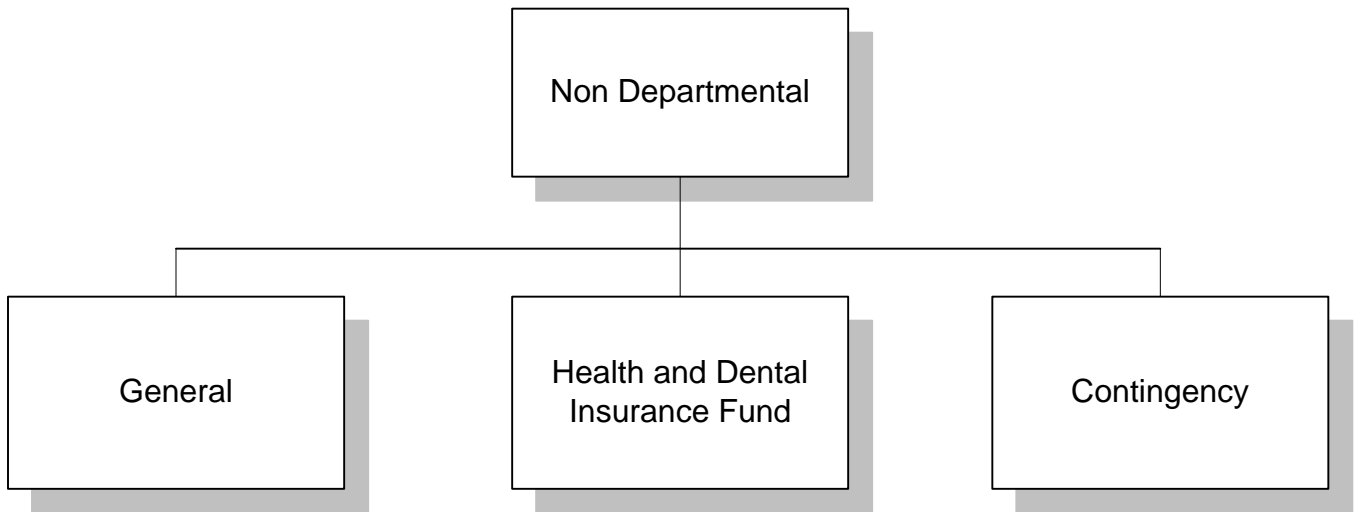 Non Departmental
General
Health and Dental
Insurance Fund
Contingency